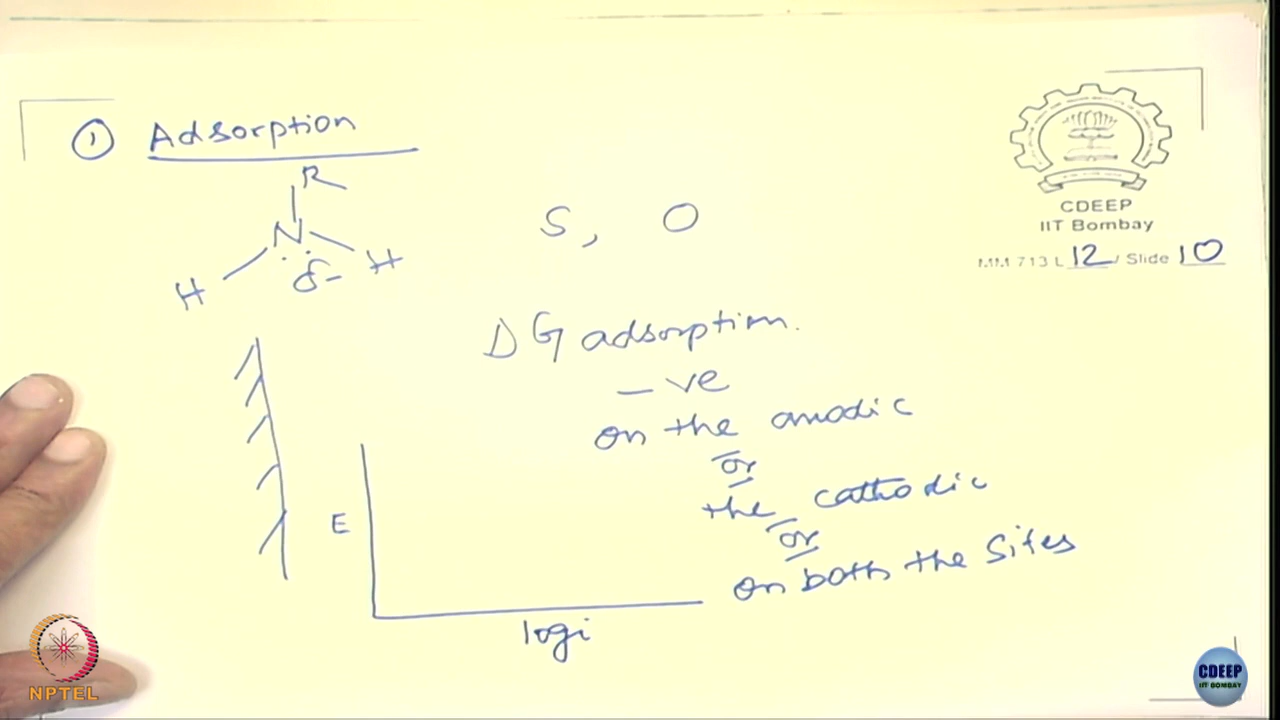 ① Adsorption
R
N
H
δ-
H
S, O
ΔG adsorption.
-ve
on the anodic
or
the cathodic
or
on both the sites
E
log i
CDEEP
IIT Bombay
MM 713 L 12 / Slide 10
NPTEL
CDEEP
IIT BOMBAY